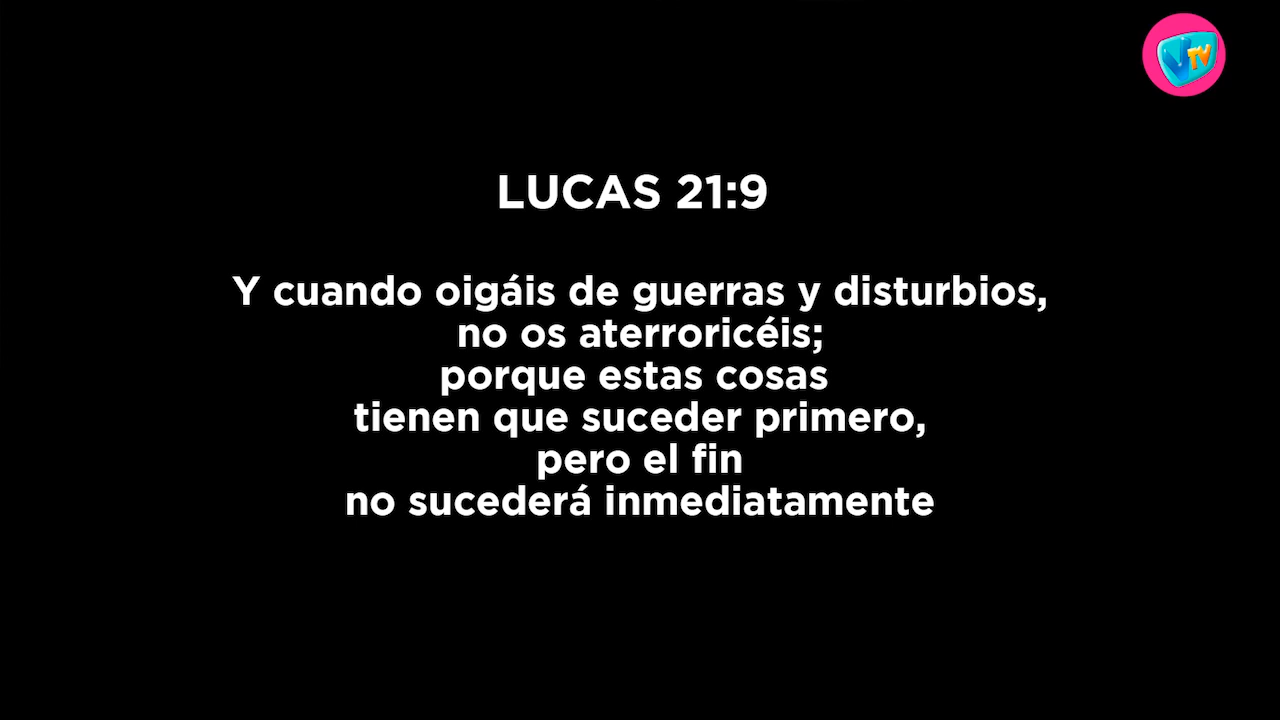 VTV
LUCAS 21:9
Y cuando oigáis de guerras y disturbios,
no os aterroricéis;
porque estas cosas
tienen que suceder primero,
pero el fin
no sucederá inmediatamente